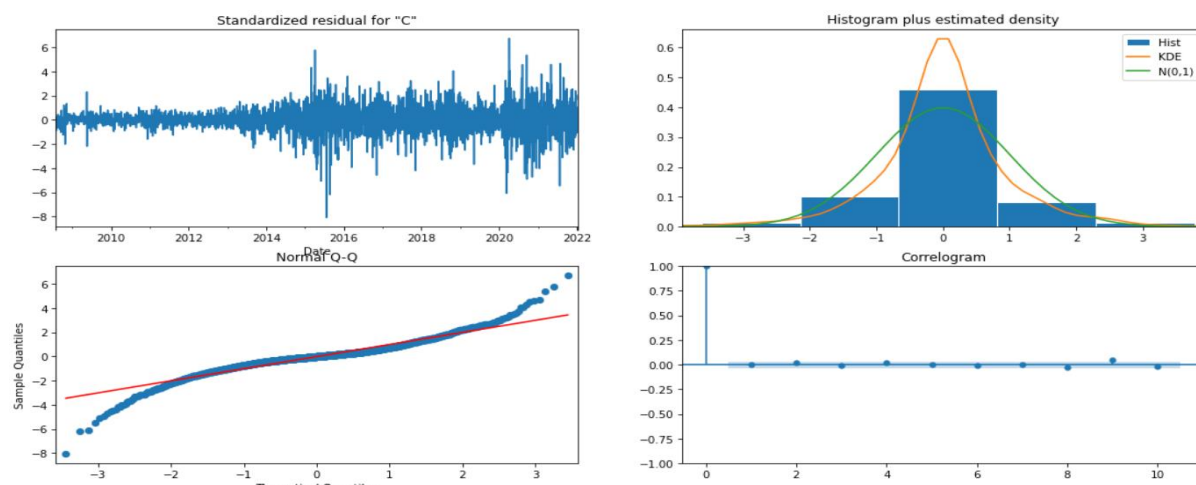 Standardized residual for "C"
6
4
2
0
−2
−4
−6
−8
2010 2012 2014 2016 2018 2020 2022
Date
Histogram plus estimated density
0.6
0.5
0.4
0.3
0.2
0.1
0.0
Hist
KDE
N(0,1)
−3 −2 −1 0 1 2 3
Normal Q-Q
Sample Quantiles
6
4
2
0
−2
−4
−6
−8
−3 −2 −1 0 1 2 3
Correlogram
1.00
0.75
0.50
0.25
0.00
−0.25
−0.50
−0.75
−1.00
0 2 4 6 8 10